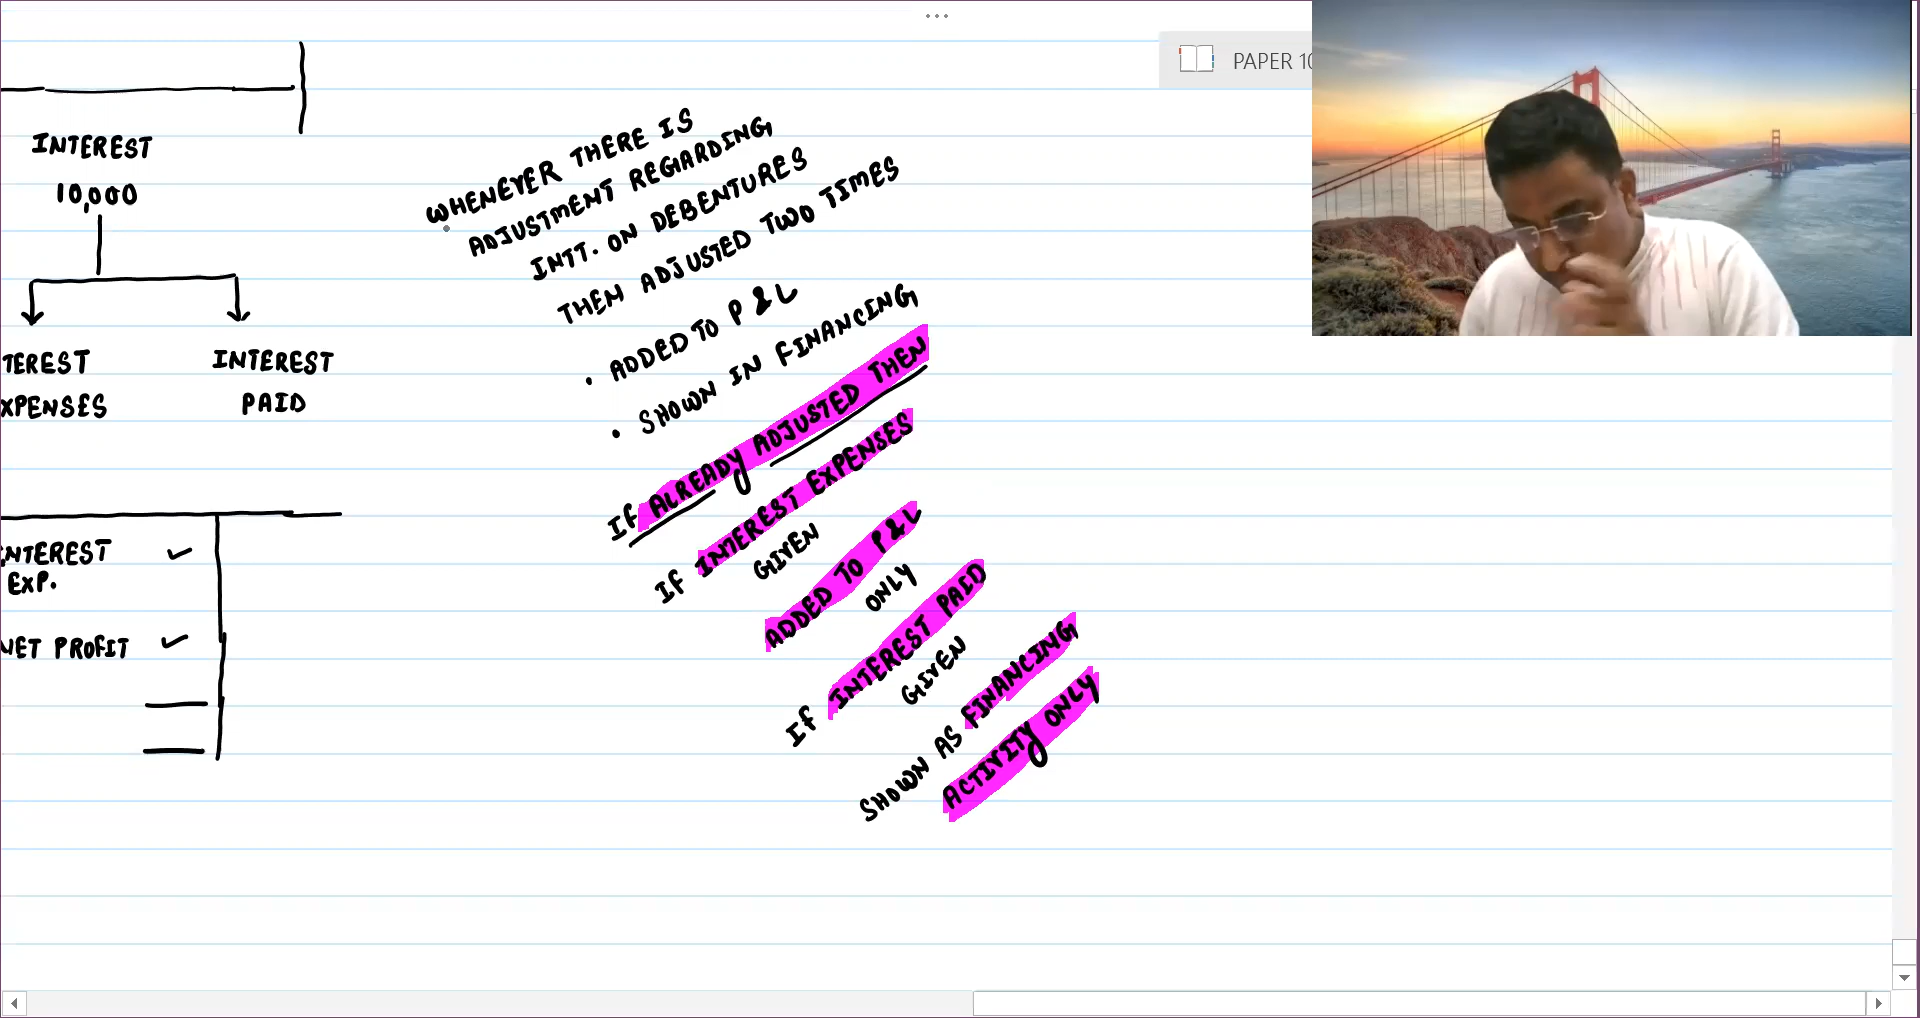 PAPER 10
INTEREST
10,000
TEREST
XPENSES
INTEREST
PAID
NTEREST
EXP.
NET PROFIT
WHENEVER THERE IS
ADJUSTMENT REGARDING
INTT. ON DEBENTURES
THEN ADJUSTED TWO TIMES
• ADDED TO P & L
• SHOWN IN FINANCING
If ALREADY ADJUSTED THEN
If INTEREST EXPENSES
GIVEN
ADDED TO P&L
ONLY
If INTEREST PAID
GIVEN
SHOWN AS FINANCING
ACTIVITY ONLY